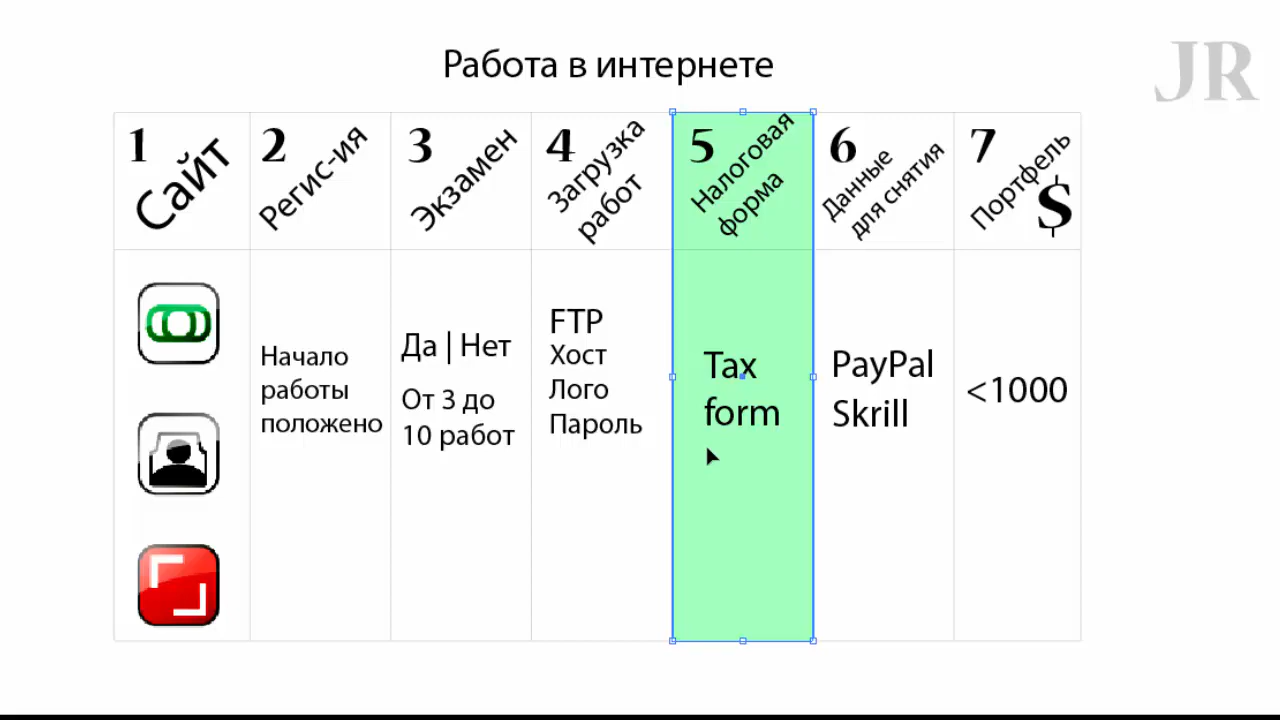 Работа в интернете
JR
1 Сайт
2 Регис-ия
3 Экзамен
4 Загрузка
работ
5 Налоговая
форма
6 Данные
для снятия
7 Портфель
$
Начало
работы
положено
Да | Нет
От 3 до
10 работ
FTP
Хост
Лого
Пароль
Tax
form
PayPal
Skrill
<1000